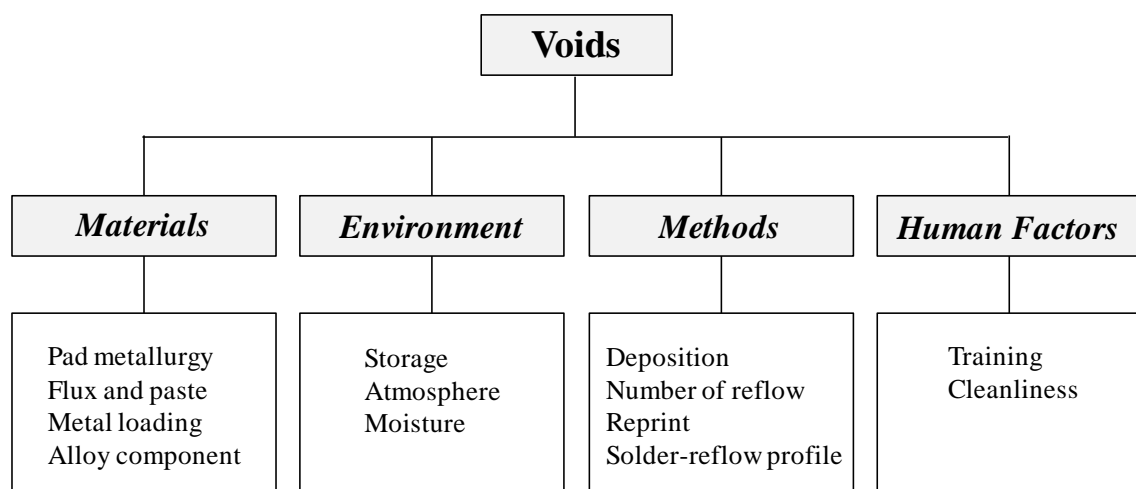 Voids
Materials
Environment
Methods
Human Factors
Pad metallurgy
Flux and paste
Metal loading
Alloy component
Storage
Atmosphere
Moisture
Deposition
Number of reflow
Reprint
Solder-reflow profile
Training
Cleanliness